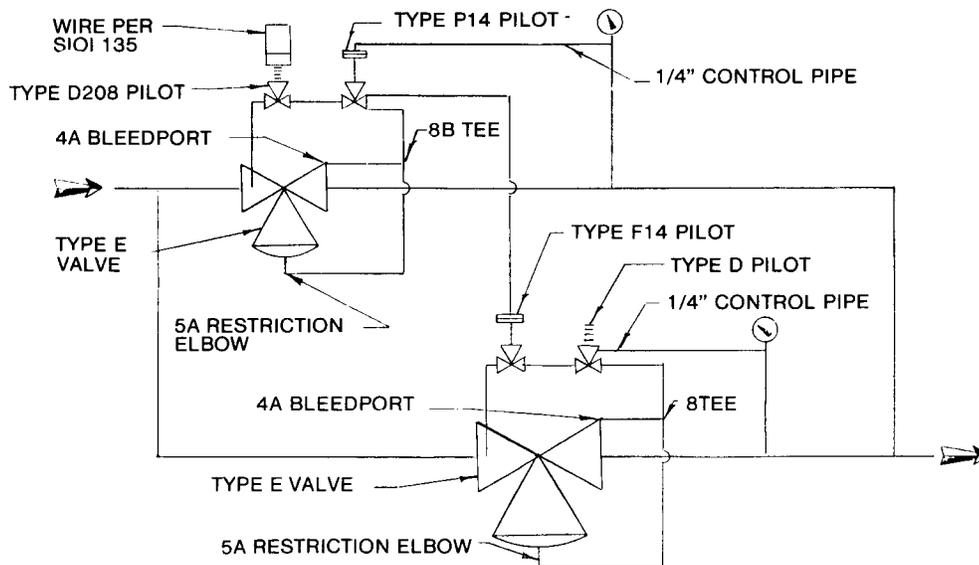 WIRE PER
SIOI 135
TYPE P14 PILOT -
1/4" CONTROL PIPE
TYPE D208 PILOT
4A BLEEDPORT
8B TEE
TYPE E
VALVE
TYPE F14 PILOT
TYPE D PILOT
1/4" CONTROL PIPE
5A RESTRICTION
ELBOW
4A BLEEDPORT
8TEE
TYPE E VALVE
5A RESTRICTION ELBOW